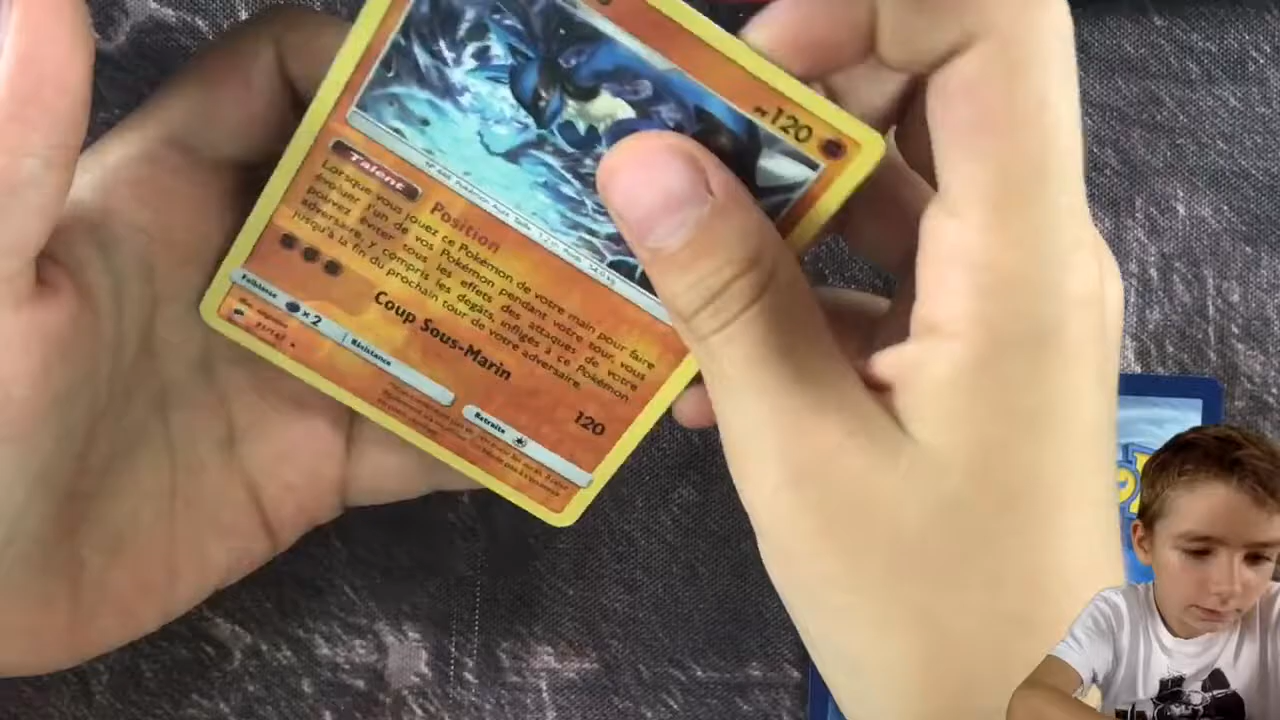 PV 120
Talent
Position
Lorsque vous jouez ce Pokémon de votre main pour faire
évoluer l'un de vos Pokémon pendant votre tour, vous
pouvez éviter tous les effets des attaques de votre
adversaire, y compris les dégâts, infligés à ce Pokémon
jusqu'à la fin du prochain tour de votre adversaire.
Coup Sous-Marin
120
Faiblesse
×2
Résistance
Retraite